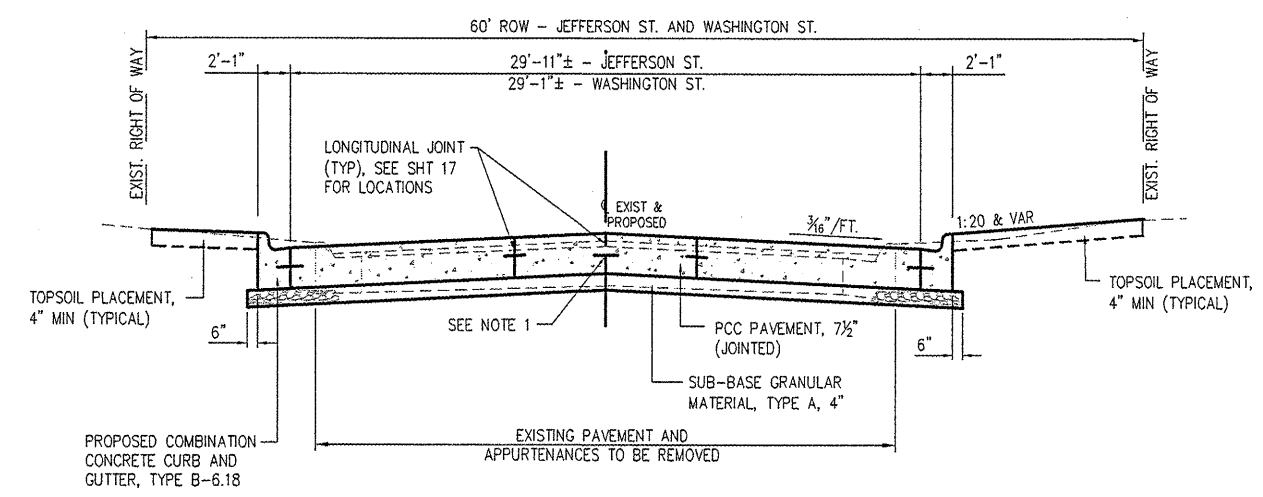 60' ROW – JEFFERSON ST. AND WASHINGTON ST.
EXIST. RIGHT OF WAY
2'-1"
29'-11"± – JEFFERSON ST.
29'-1"± – WASHINGTON ST.
2'-1"
EXIST. RIGHT OF WAY
LONGITUDINAL JOINT
(TYP), SEE SHT 17
FOR LOCATIONS
℄ EXIST &
PROPOSED
3/16"/FT.
1:20 & VAR
TOPSOIL PLACEMENT,
4" MIN (TYPICAL)
TOPSOIL PLACEMENT,
4" MIN (TYPICAL)
6"
SEE NOTE 1
PCC PAVEMENT, 7½"
(JOINTED)
6"
SUB-BASE GRANULAR
MATERIAL, TYPE A, 4"
PROPOSED COMBINATION
CONCRETE CURB AND
GUTTER, TYPE B-6.18
EXISTING PAVEMENT AND
APPURTENANCES TO BE REMOVED